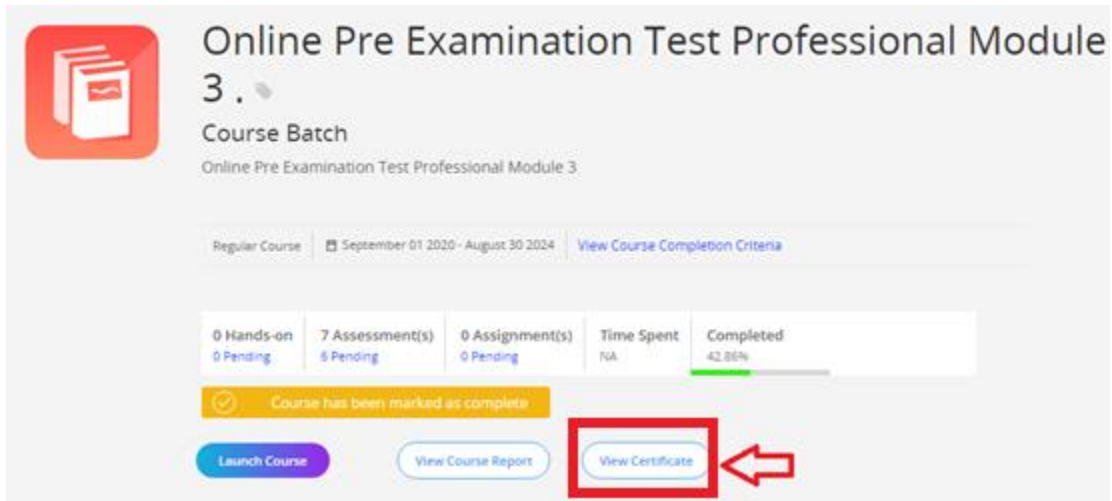 Online Pre Examination Test Professional Module
3 .
Course Batch
Online Pre Examination Test Professional Module 3
Regular Course September 01 2020 - August 30 2024 View Course Completion Criteria
0 Hands-on 7 Assessment(s) 0 Assignment(s) Time Spent Completed
0 Pending 6 Pending 0 Pending NA 42.86%
Course has been marked as complete
Launch Course View Course Report View Certificate